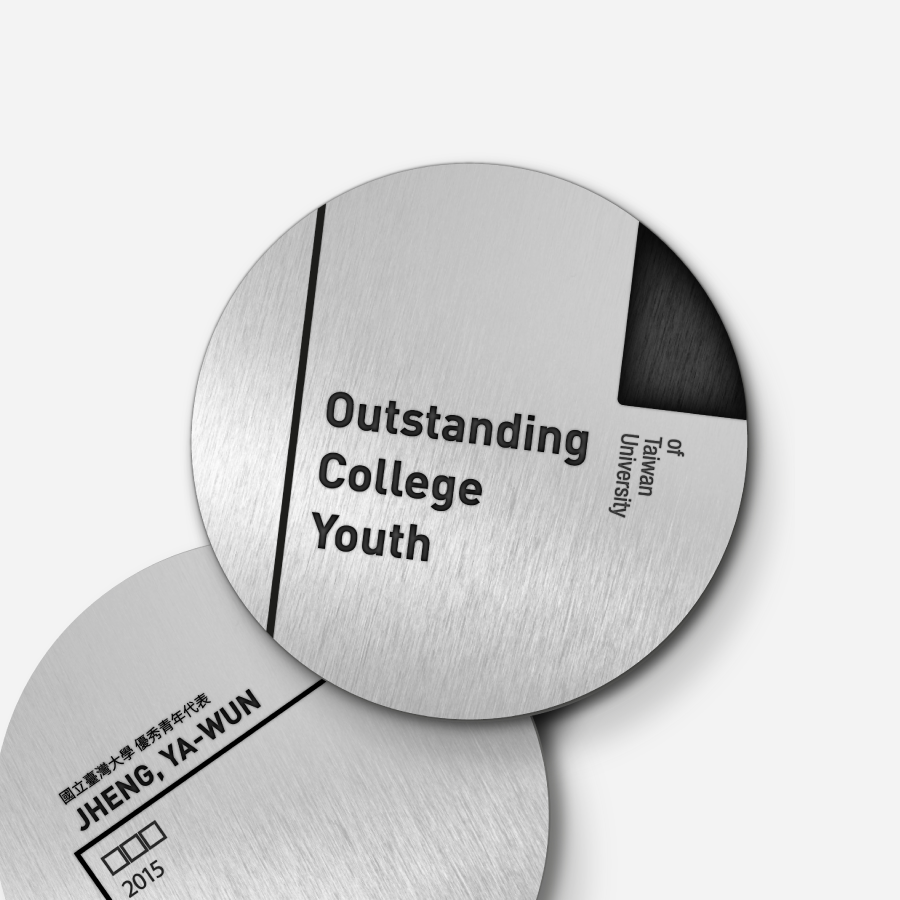 Outstanding
College
Youth
of
Taiwan
University
國立臺灣大學 優秀青年代表
JHENG, YA-WUN
2015